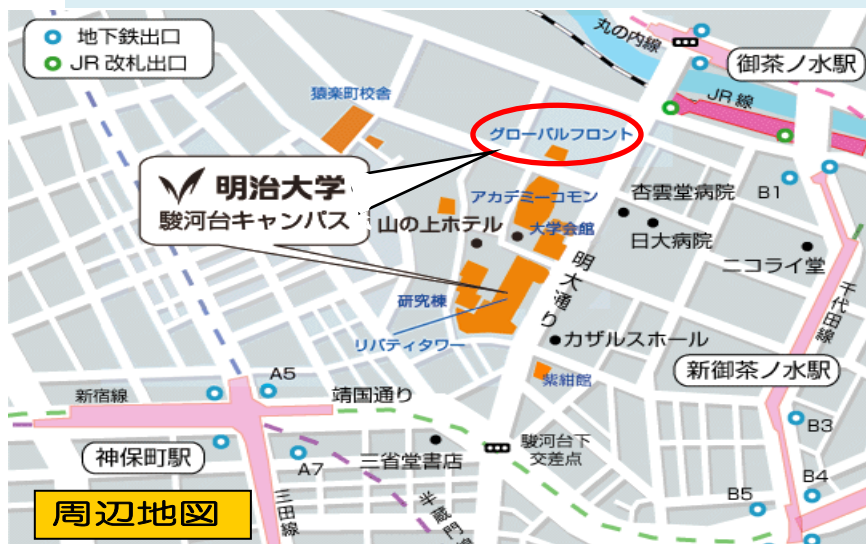 地下鉄出口
JR改札出口
丸の内線
御茶ノ水駅
JR線
猿楽町校舎
グローバルフロント
明治大学
駿河台キャンパス
アカデミーコモン
杏雲堂病院
B1
山の上ホテル
大学会館
日大病院
ニコライ堂
明大通り
千代田線
研究棟
リバティタワー
カザルスホール
紫紺館
新御茶ノ水駅
新宿線
A5
靖国通り
B3
神保町駅
A7
三省堂書店
駿河台下
交差点
B4
B5
三田線
半蔵門線
周辺地図